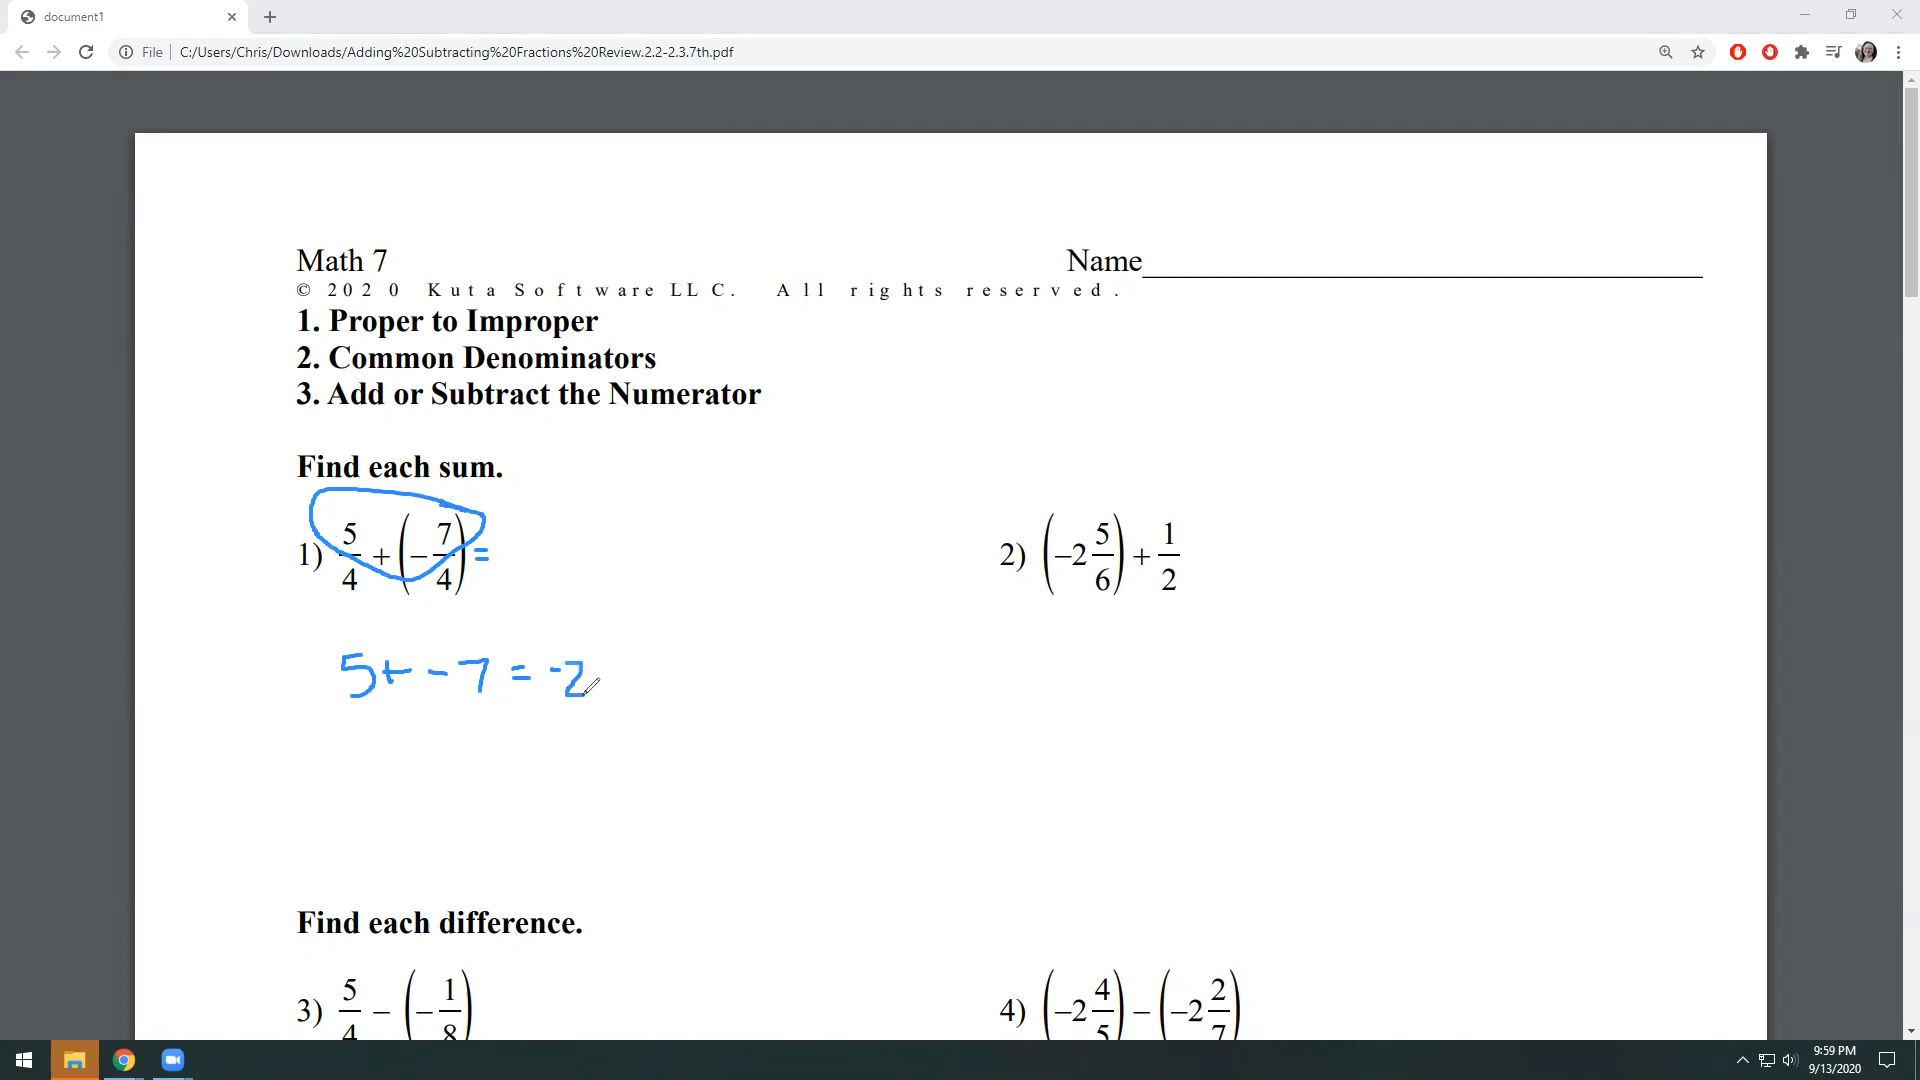 document1
File C:/Users/Chris/Downloads/Adding%20Subtracting%20Fractions%20Review.2.2-2.3.7th.pdf
Math 7 Name
© 2020 Kuta Software LLC. All rights reserved.
1. Proper to Improper
2. Common Denominators
3. Add or Subtract the Numerator
Find each sum.
1) 5/4 + (-7/4) =
2) (-2 5/6) + 1/2
5 + -7 = -2
Find each difference.
3) 5/4 - (-1/8)
4) (-2 4/5) - (-2 2/7)
9:59 PM
9/13/2020